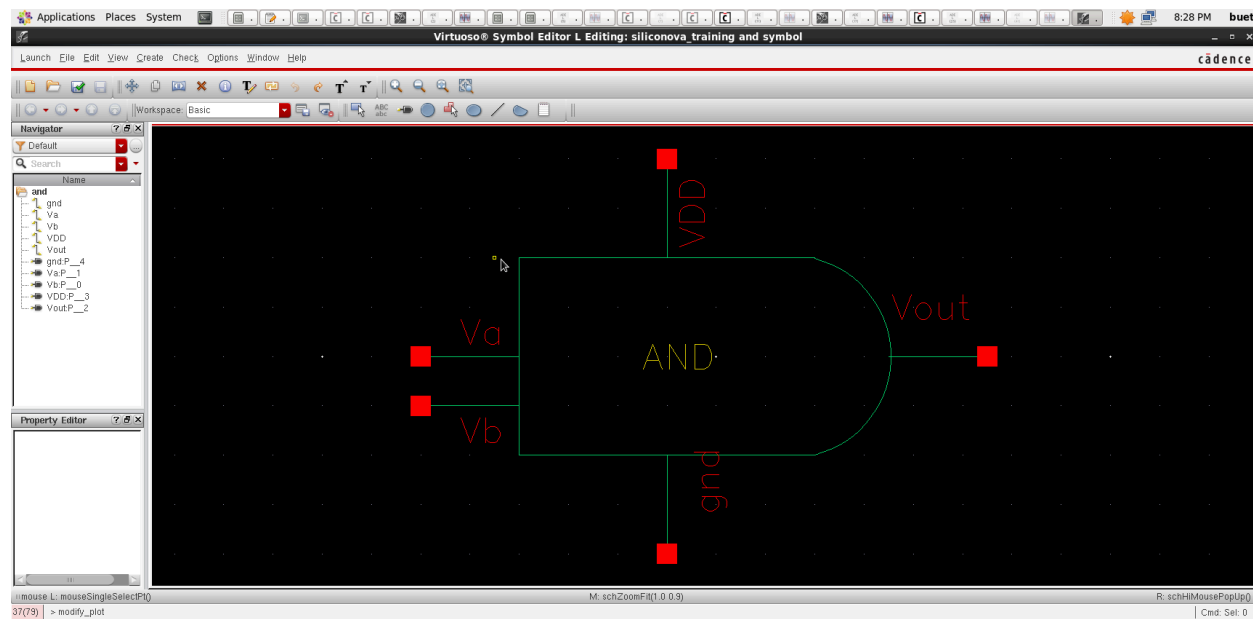 Applications Places System 8:28 PM buet
Virtuoso® Symbol Editor L Editing: siliconova_training and symbol
Launch File Edit View Create Check Options Window Help
cādence
Workspace: Basic
Navigator
Default
Search
Name
and
gnd
Va
Vb
VDD
Vout
gnd:P__4
Va:P__1
Vb:P__0
VDD:P__3
Vout:P__2
Property Editor
VDD
Va
Vb
AND
Vout
gnd
mouse L: mouseSingleSelectPt() M: schZoomFit(1.0 0.9) R: schHiMousePopUp()
37(79) > modify_plot Cmd: Sel: 0